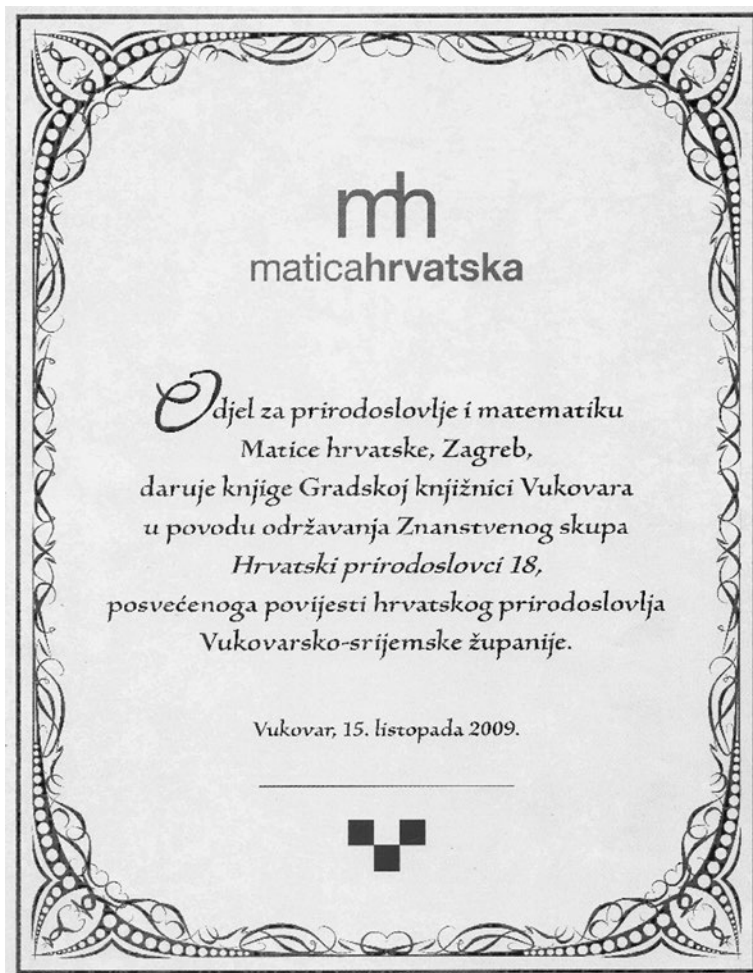 mh
maticahrvatska
Odjel za prirodoslovlje i matematiku
Matice hrvatske, Zagreb,
daruje knjige Gradskoj knjižnici Vukovara
u povodu održavanja Znanstvenog skupa
Hrvatski prirodoslovci 18,
posvećenoga povijesti hrvatskog prirodoslovlja
Vukovarsko-srijemske županije.
Vukovar, 15. listopada 2009.